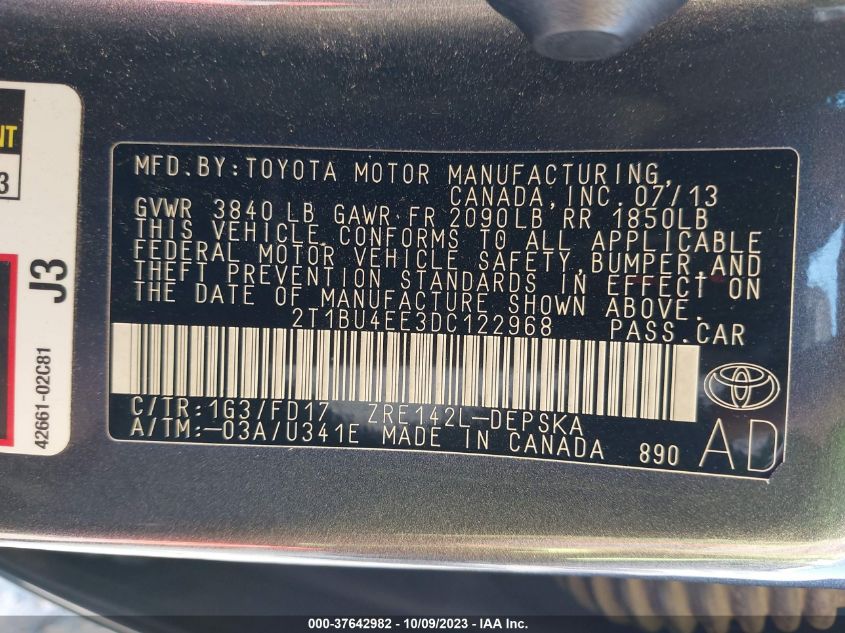 MFD.BY:TOYOTA MOTOR MANUFACTURING,
CANADA,INC. 07/13
GVWR 3840 LB GAWR FR 2090LB RR 1850LB
THIS VEHICLE CONFORMS TO ALL APPLICABLE
FEDERAL MOTOR VEHICLE SAFETY,BUMPER,AND
THEFT PREVENTION STANDARDS IN EFFECT ON
THE DATE OF MANUFACTURE SHOWN ABOVE.
2T1BU4EE3DC122968 PASS.CAR
C/TR:1G3/FD17 ZRE142L-DEPSKA
A/TM:-03A/U341E MADE IN CANADA 890 AD
J3
42661-02C81
3
000-37642982 - 10/09/2023 - IAA Inc.